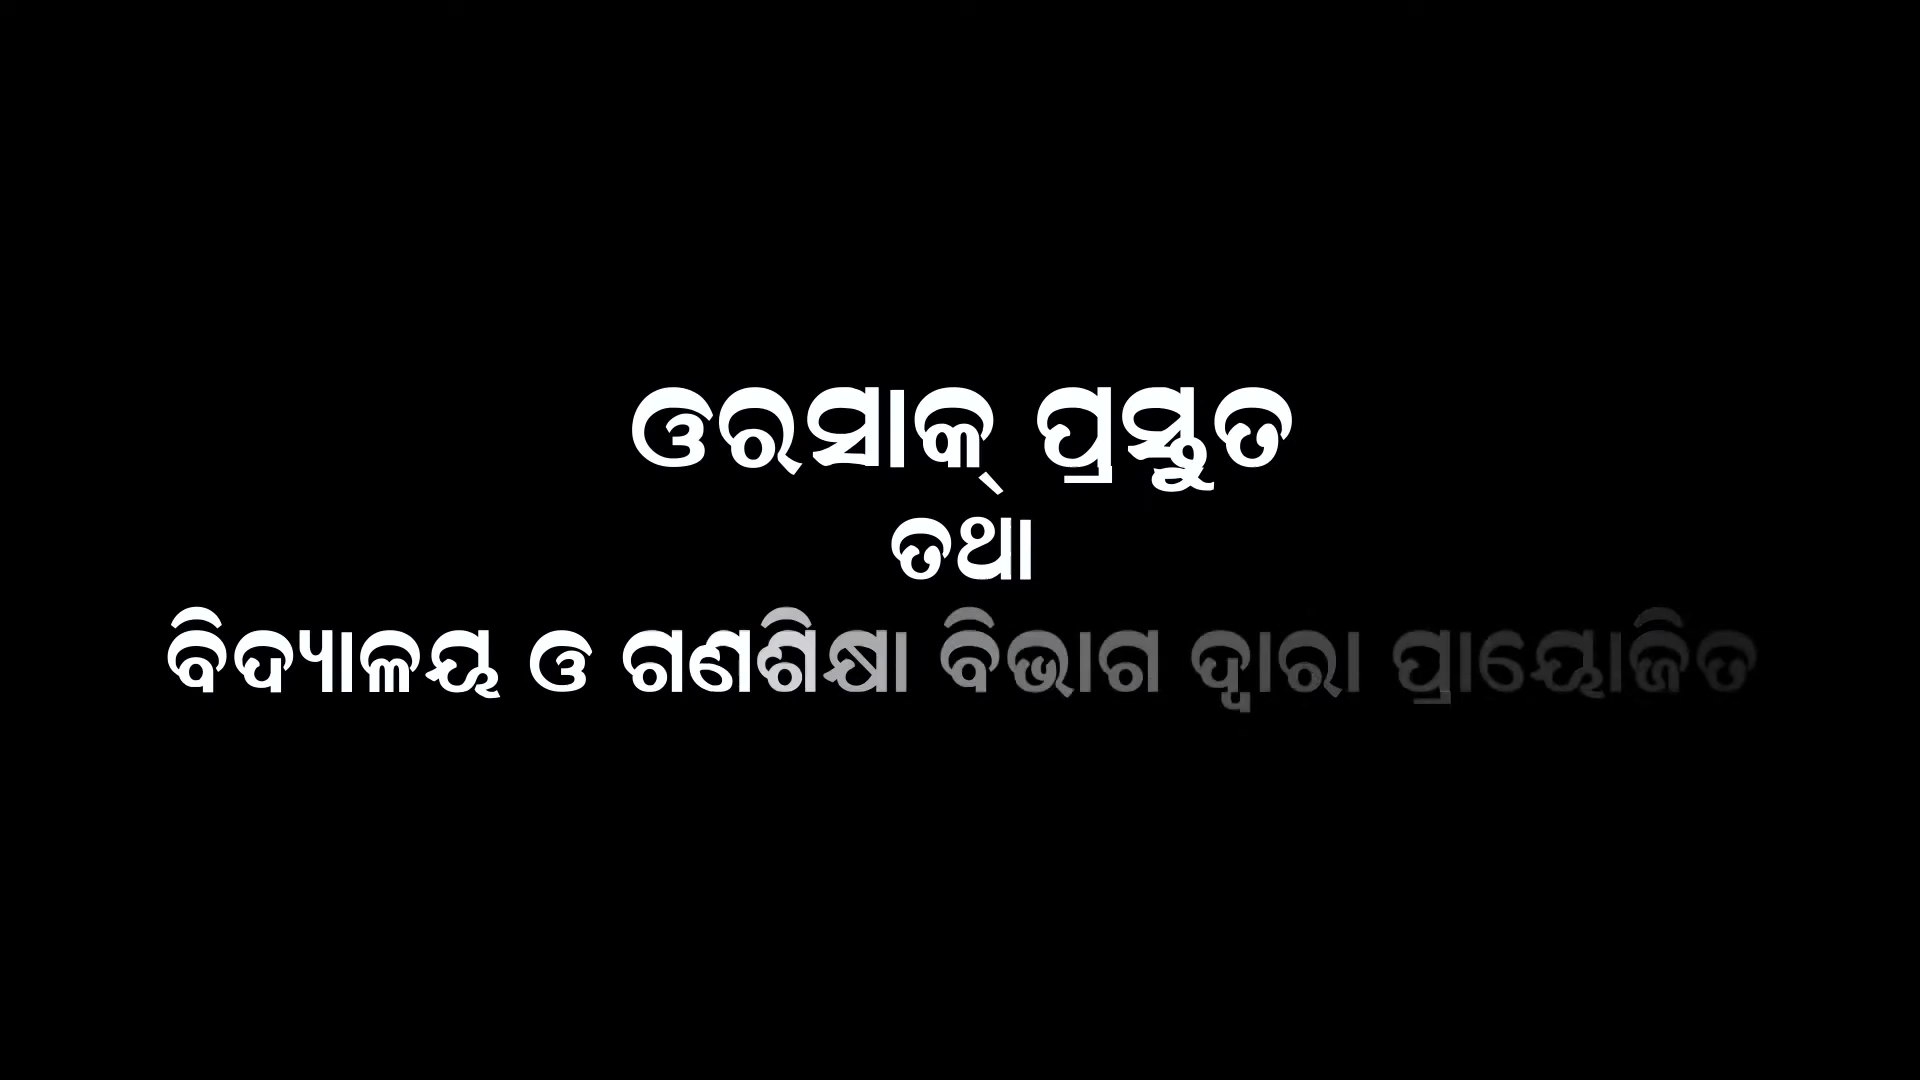 ଓରସାକ୍ ପ୍ରସ୍ତୁତ
ତଥା
ବିଦ୍ୟାଳୟ ଓ ଗଣଶିକ୍ଷା ବିଭାଗ ଦ୍ୱାରା ପ୍ରାୟୋଜିତ